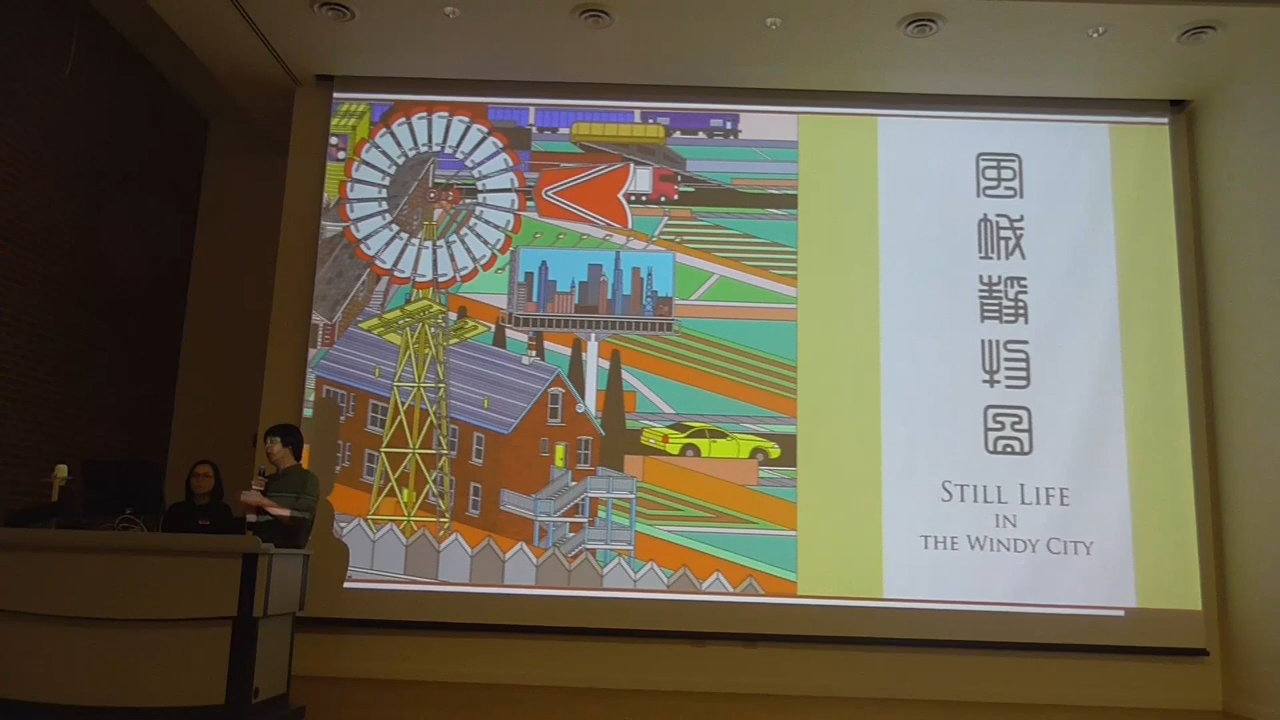 風城靜物圖
STILL LIFE
IN
THE WINDY CITY